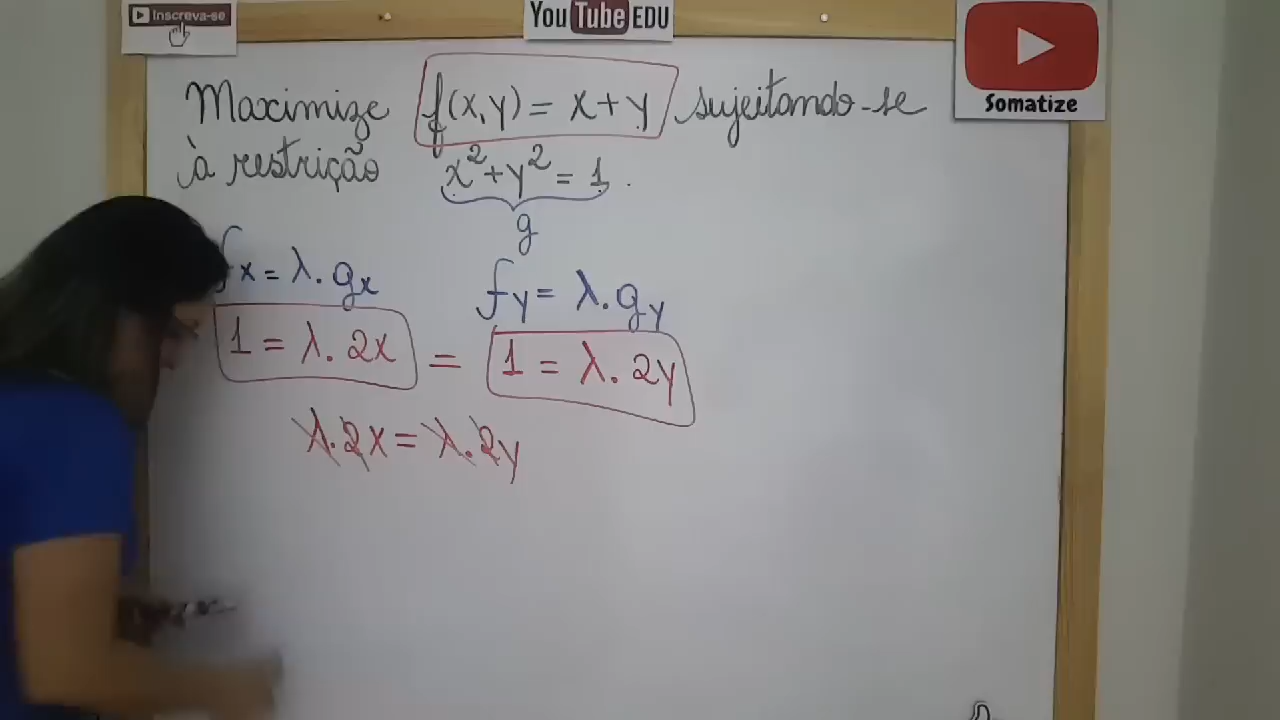 Inscreva-se
YouTube EDU
Somatize
Maximize f(x,y) = x + y sujeitando-se
à restrição x² + y² = 1.
g
fx = λ. gx fy = λ. gy
1 = λ. 2x = 1 = λ. 2y
λ. 2x = λ. 2y